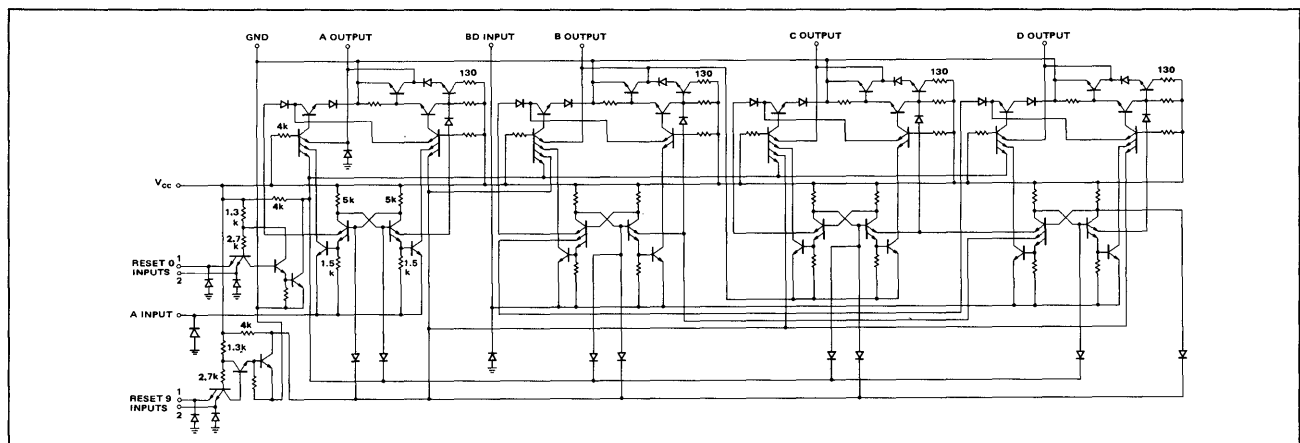 GND A OUTPUT BD INPUT B OUTPUT C OUTPUT D OUTPUT
130 130 130 130
4k
VCC
4k 5k 5k
1.3
k
2.7
k
1.5
k
1.5
k
RESET 0 1
INPUTS 2
A INPUT
4k
1.3k
2.7k
RESET 9 1
INPUTS 2